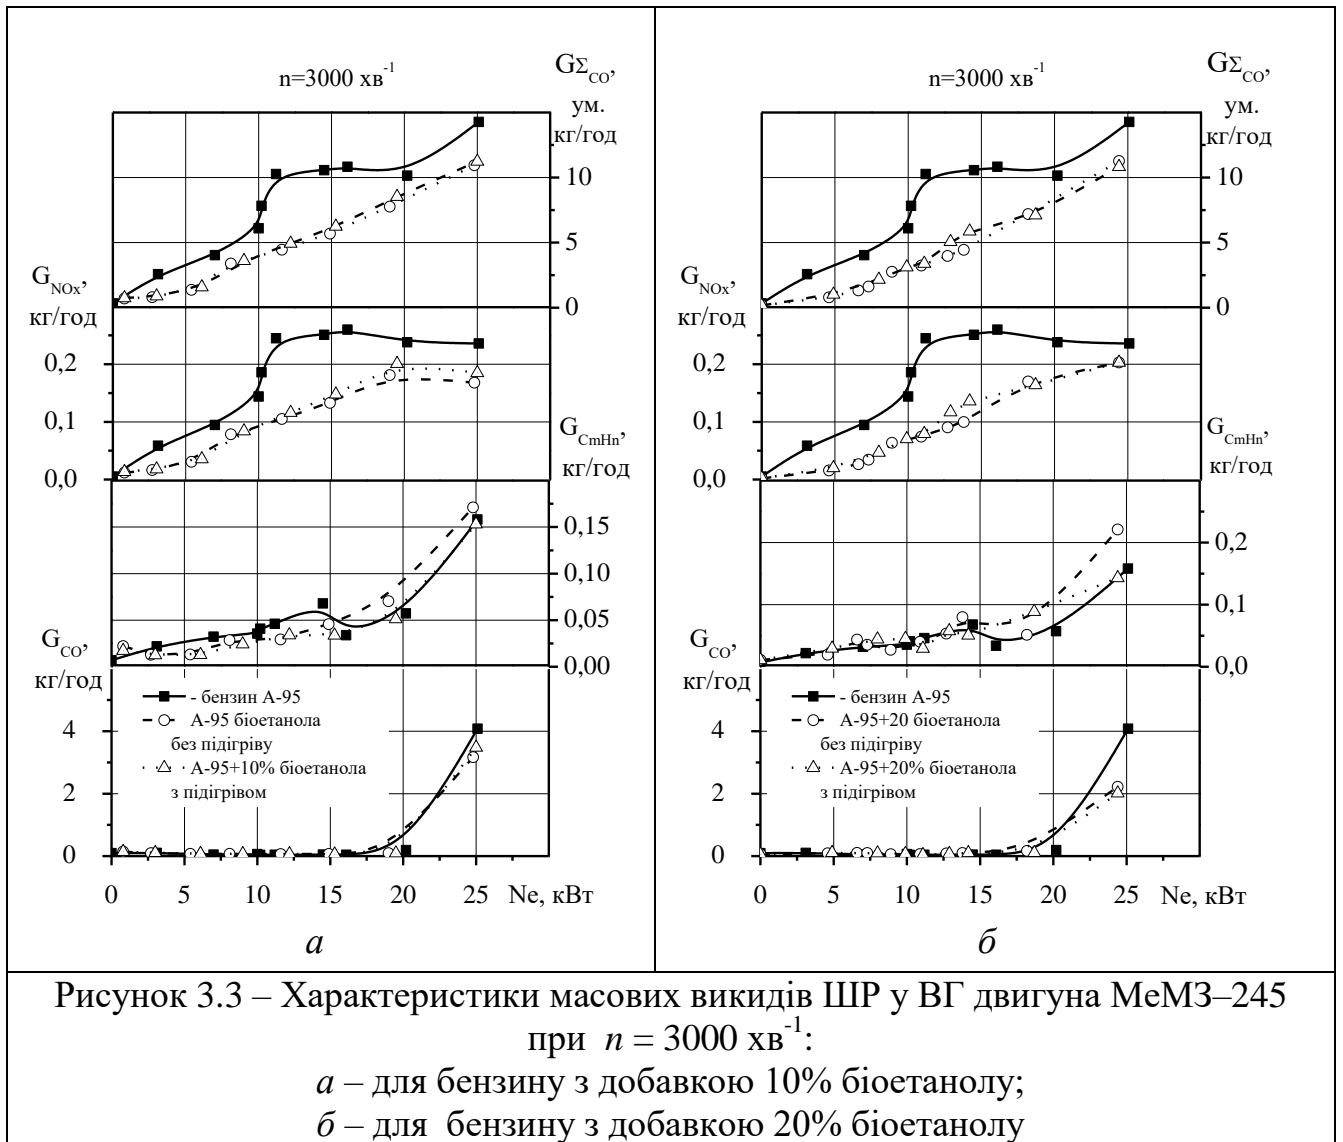 n=3000 хв-1
GΣCO,
ум.
кг/год
10
5
0
GNOx,
кг/год
0,2
0,1
0,0
GCmHn,
кг/год
0,15
0,10
0,05
0,00
GCO,
кг/год
4
2
0
- бензин А-95
А-95 біоетанола
без підігріву
А-95+10% біоетанола
з підігрівом
0 5 10 15 20 25 Ne, кВт
а
n=3000 хв-1
GΣCO,
ум.
кг/год
10
5
0
GNOx,
кг/год
0,2
0,1
0,0
GCmHn,
кг/год
0,2
0,1
0,0
GCO,
кг/год
4
2
0
- бензин А-95
А-95+20 біоетанола
без підігріву
А-95+20% біоетанола
з підігрівом
0 5 10 15 20 25 Ne, кВт
б
Рисунок 3.3 – Характеристики масових викидів ШР у ВГ двигуна МеМЗ–245
при n = 3000 хв-1:
а – для бензину з добавкою 10% біоетанолу;
б – для бензину з добавкою 20% біоетанолу